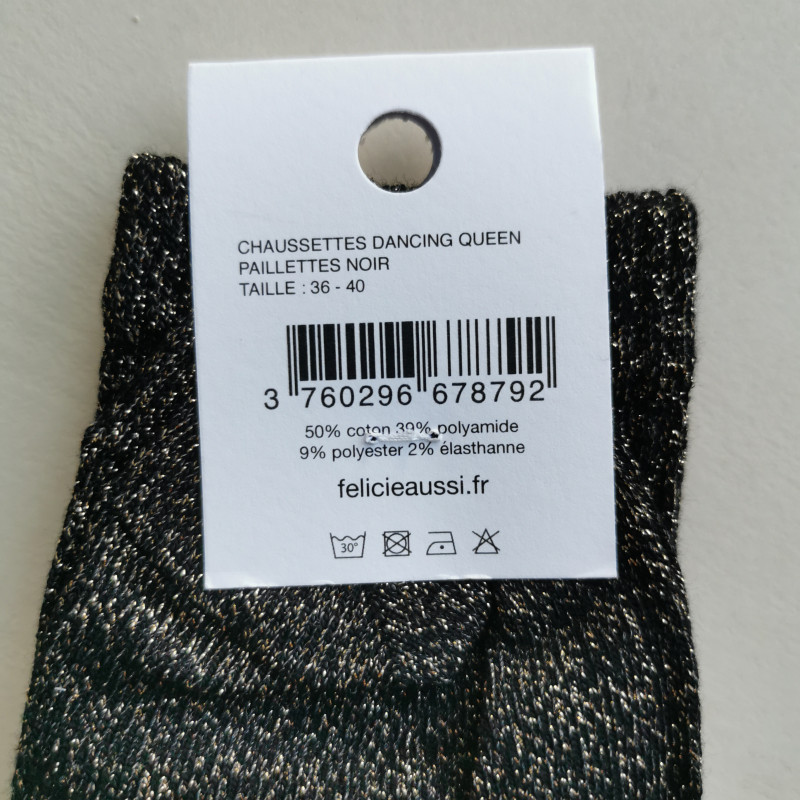 CHAUSSETTES DANCING QUEEN
PAILLETTES NOIR
TAILLE : 36 - 40
3 760296 678792
50% coton 39% polyamide
9% polyester 2% élasthanne
felicieaussi.fr
30°